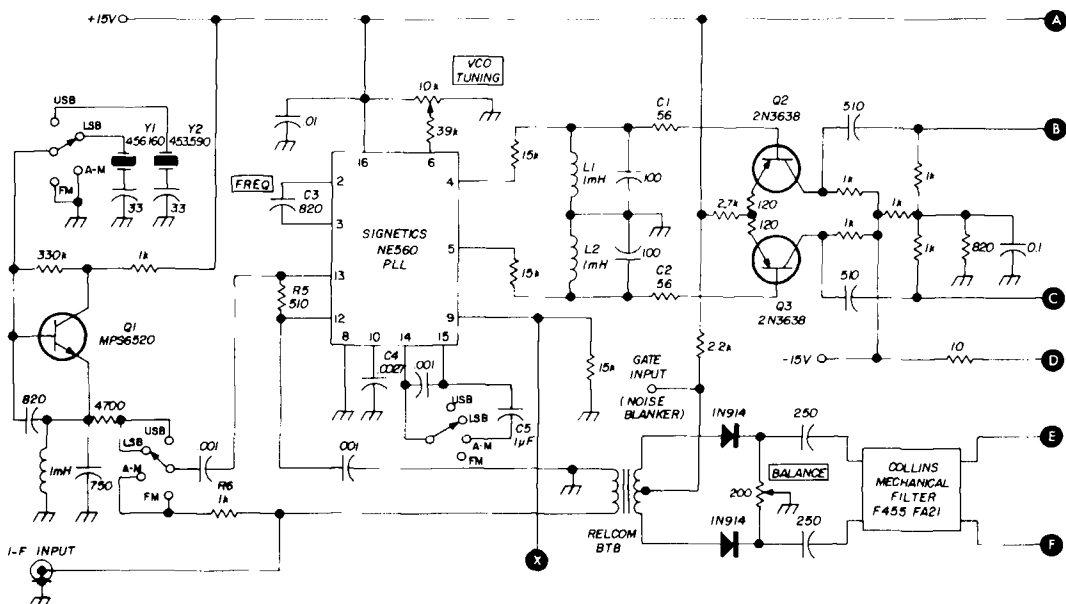 +15V
A
USB
LSB
Y1
456160
Y2
453590
A-M
FM
33
33
.01
10k
VCO
TUNING
39k
16
6
FREQ
C3
820
2
3
4
5
13
12
9
8
10
14
15
SIGNETICS
NE560
PLL
15k
15k
L1
1mH
100
L2
1mH
100
C1
56
C2
56
Q2
2N3638
Q3
2N3638
2.7k
120
120
510
510
1k
1k
1k
1k
1k
820
0.1
B
C
330k
1k
Q1
MPS6520
820
4700
1mH
750
USB
LSB
A-M
FM
.001
R6
1k
R5
510
C4
.0027
.001
USB
LSB
A-M
FM
C5
1µF
15k
.001
2.2k
GATE
INPUT
(NOISE
BLANKER)
-15V
10
D
1N914
1N914
250
250
BALANCE
200
COLLINS
MECHANICAL
FILTER
F455 FA21
E
F
RELCOM
BT8
X
I-F INPUT